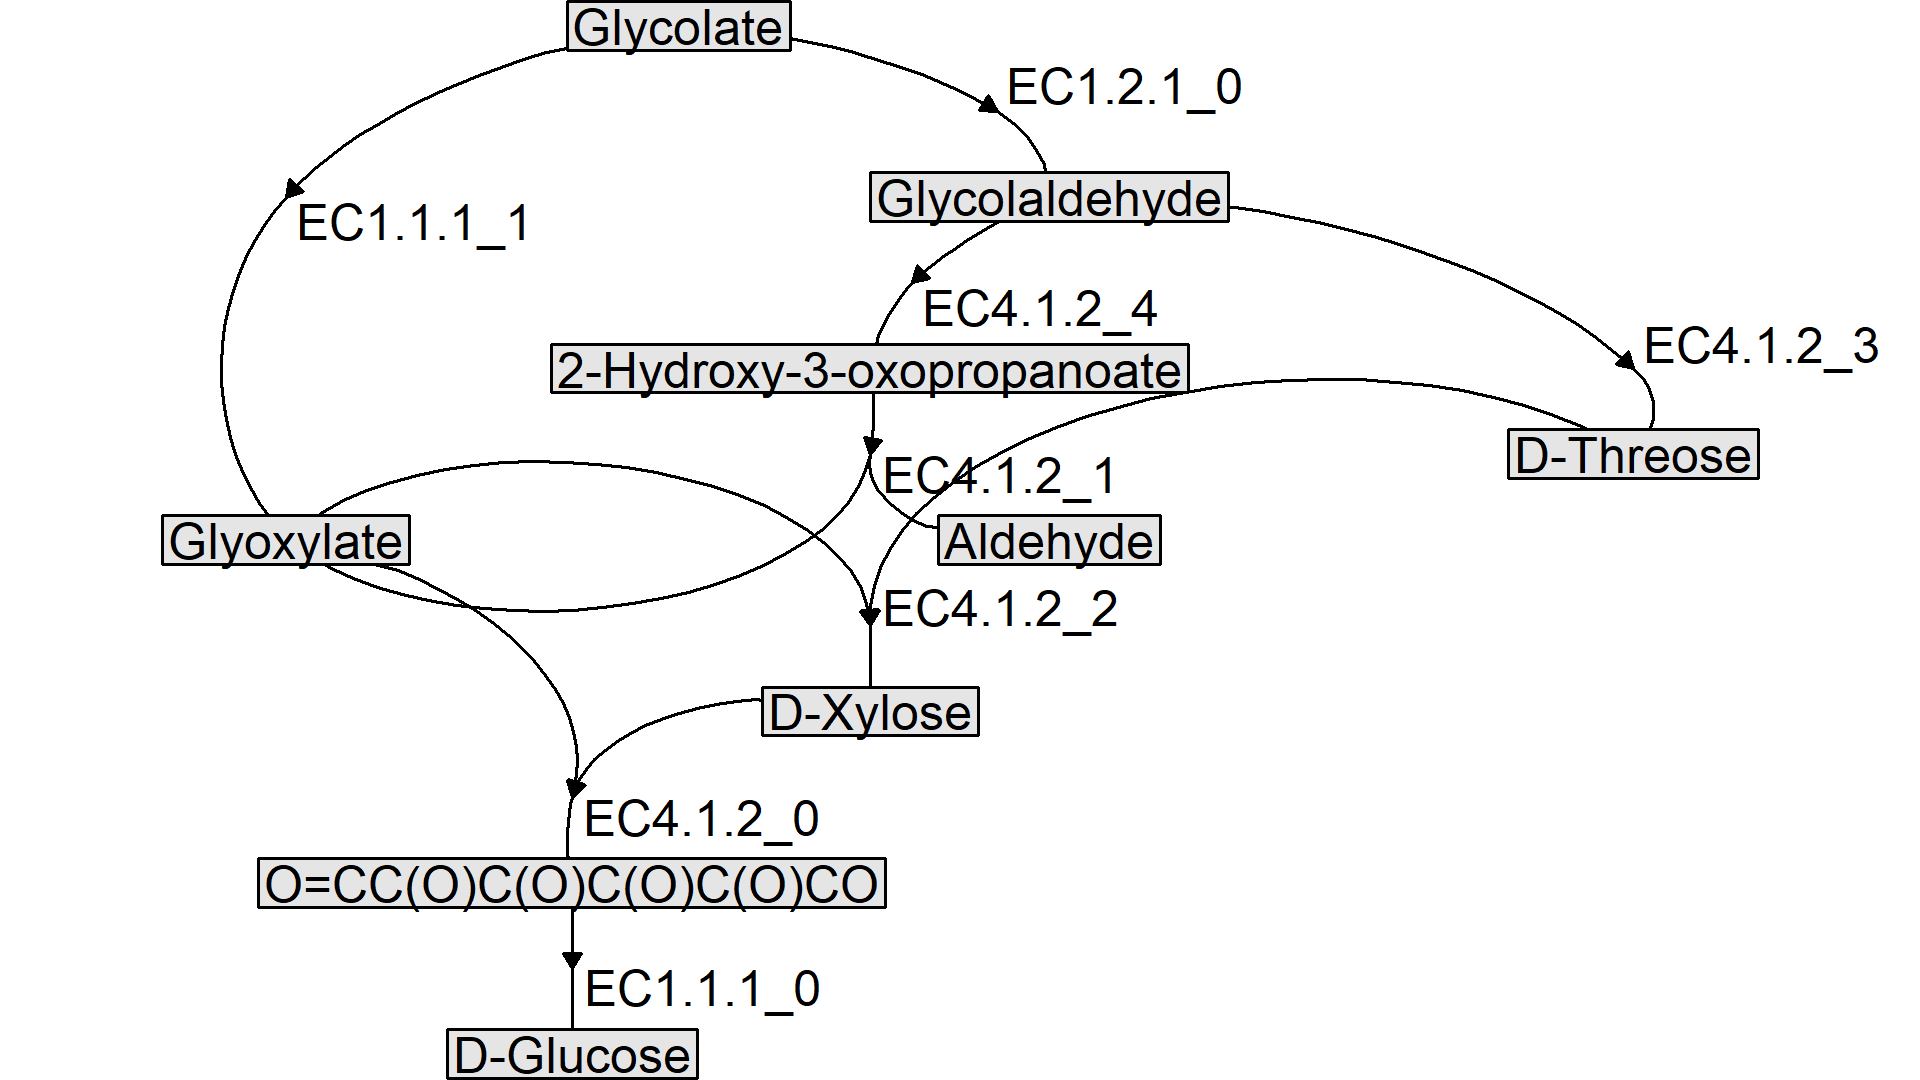 Glycolate
EC1.2.1_0
Glycolaldehyde
EC1.1.1_1
EC4.1.2_4
EC4.1.2_3
2-Hydroxy-3-oxopropanoate
D-Threose
EC4.1.2_1
Glyoxylate
Aldehyde
EC4.1.2_2
D-Xylose
EC4.1.2_0
O=CC(O)C(O)C(O)C(O)CO
EC1.1.1_0
D-Glucose